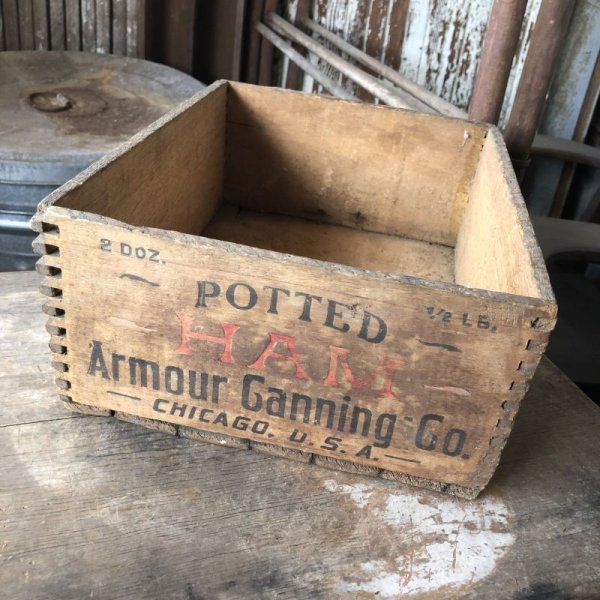 2 DOZ. 1/2 LB.
POTTED
HAM
Armour Canning Co.
CHICAGO, U.S.A.